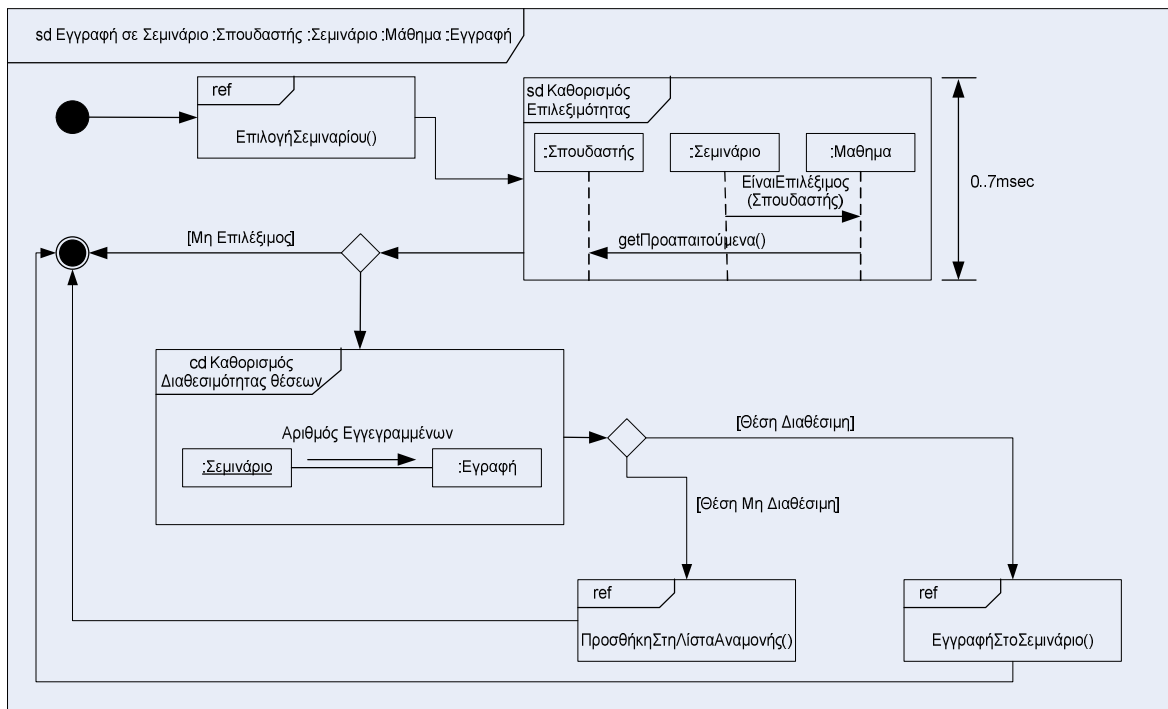 sd Εγγραφή σε Σεμινάριο :Σπουδαστής :Σεμινάριο :Μάθημα :Εγγραφή
ref
ΕπιλογήΣεμιναρίου()
sd Καθορισμός
Επιλεξιμότητας
:Σπουδαστής
:Σεμινάριο
:Μαθημα
ΕίναιΕπιλέξιμος
(Σπουδαστής)
getΠροαπαιτούμενα()
0..7msec
[Μη Επιλέξιμος]
cd Καθορισμός
Διαθεσιμότητας θέσεων
Αριθμός Εγγεγραμμένων
:Σεμινάριο
:Εγραφή
[Θέση Διαθέσιμη]
[Θέση Μη Διαθέσιμη]
ref
ΠροσθήκηΣτηΛίσταΑναμονής()
ref
ΕγγραφήΣτοΣεμινάριο()